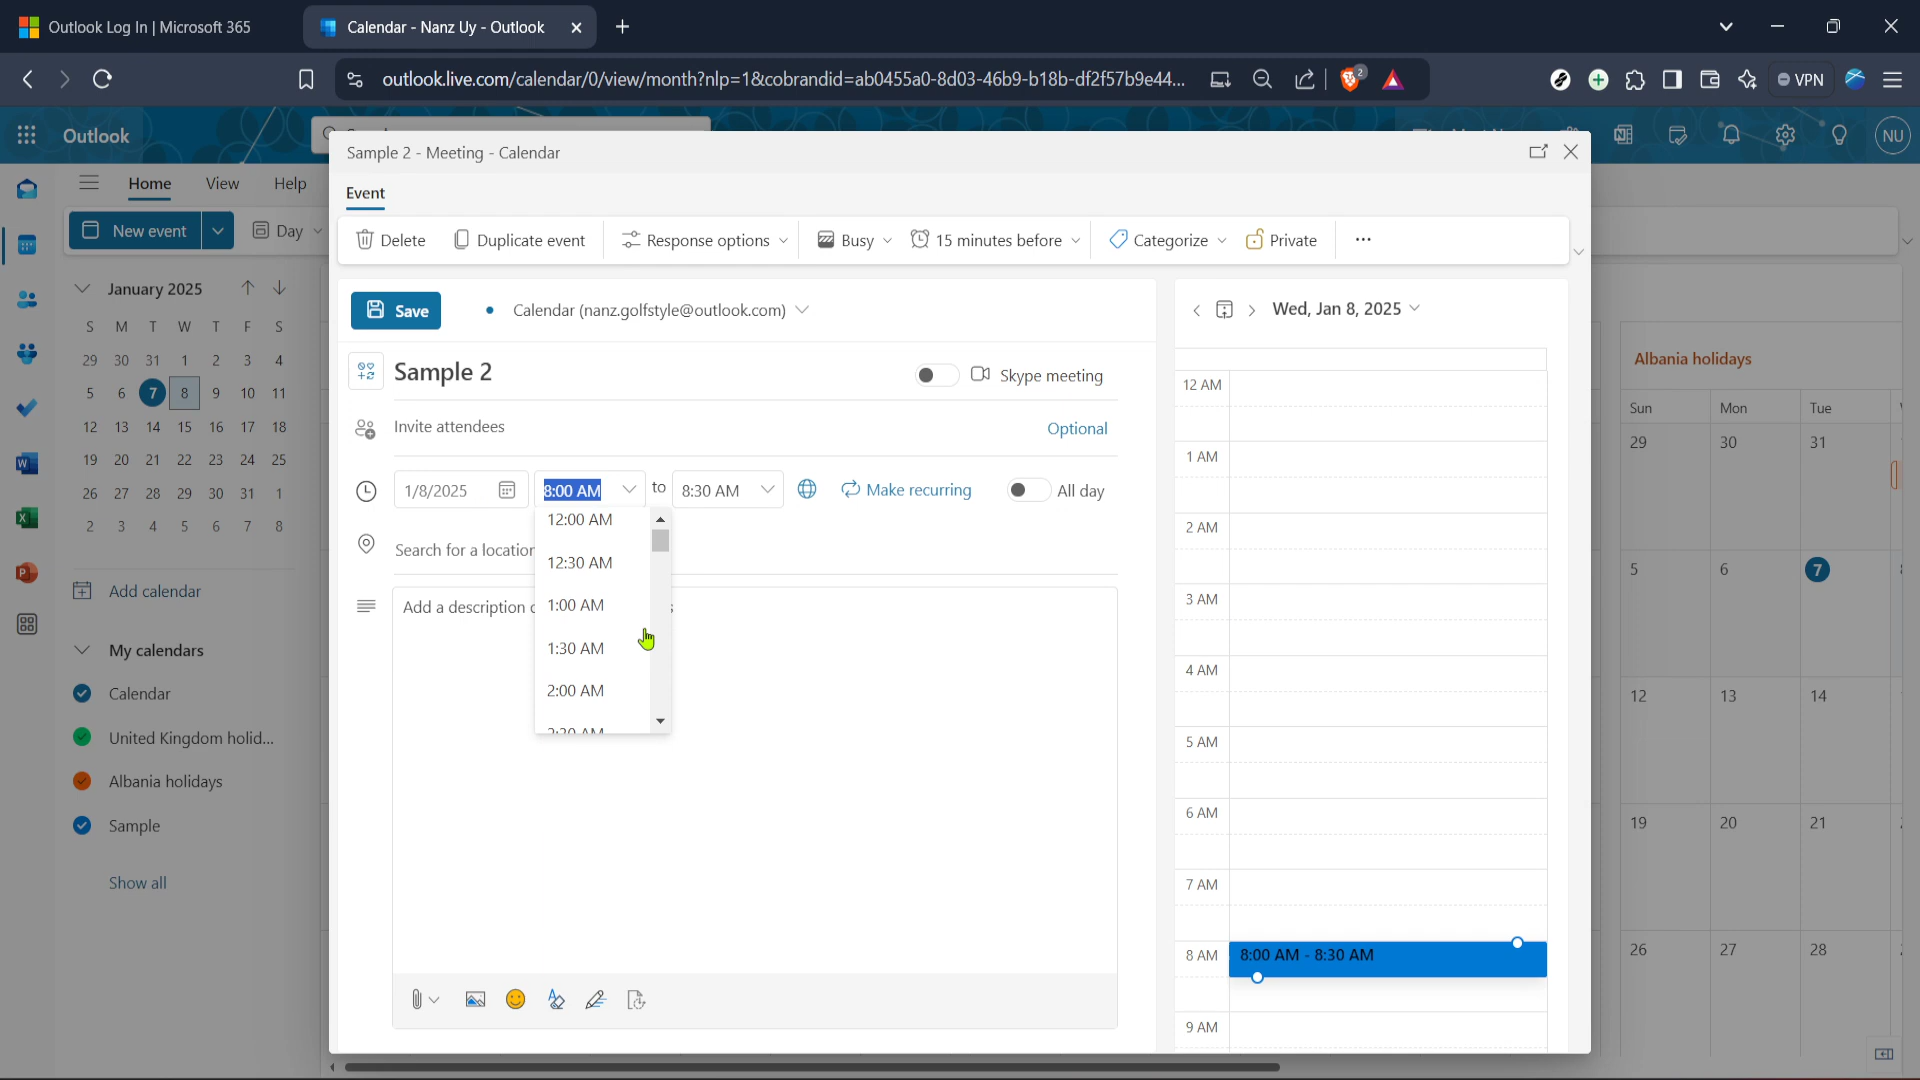 Outlook Log In | Microsoft 365
Calendar - Nanz Uy - Outlook
outlook.live.com/calendar/0/view/month?nlp=1&cobrandid=ab0455a0-8d03-46b9-b18b-df2f57b9e44...
2
VPN
Outlook
NU
Sample 2 - Meeting - Calendar
Home View Help
Event
New event
Day
Delete
Duplicate event
Response options
Busy
15 minutes before
Categorize
Private
January 2025
S M T W T F S
29 30 31 1 2 3 4
5 6 7 8 9 10 11
12 13 14 15 16 17 18
19 20 21 22 23 24 25
26 27 28 29 30 31 1
2 3 4 5 6 7 8
Add calendar
My calendars
Calendar
United Kingdom holid...
Albania holidays
Sample
Show all
Save
Calendar (nanz.golfstyle@outlook.com)
Sample 2
Skype meeting
Invite attendees
Optional
1/8/2025 8:00 AM to 8:30 AM
Make recurring
All day
Search for a location
12:00 AM
12:30 AM
1:00 AM
1:30 AM
2:00 AM
2:30 AM
Add a description
Wed, Jan 8, 2025
12 AM
1 AM
2 AM
3 AM
4 AM
5 AM
6 AM
7 AM
8 AM
8:00 AM - 8:30 AM
9 AM
Albania holidays
Sun Mon Tue
29 30 31
5 6 7
12 13 14
19 20 21
26 27 28